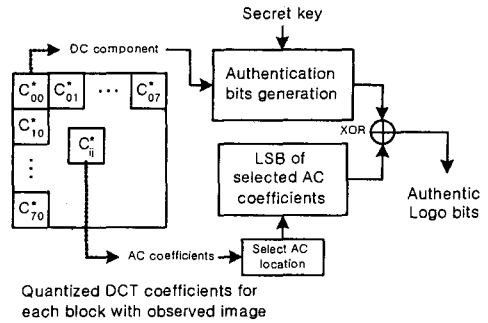 Secret key
DC component
Authentication
bits generation
C*00 C*01 ... C*07
C*10
C*ij
XOR
LSB of
selected AC
coefficients
C*70
Authentic
Logo bits
AC coefficients
Select AC
location
Quantized DCT coefficients for
each block with observed image